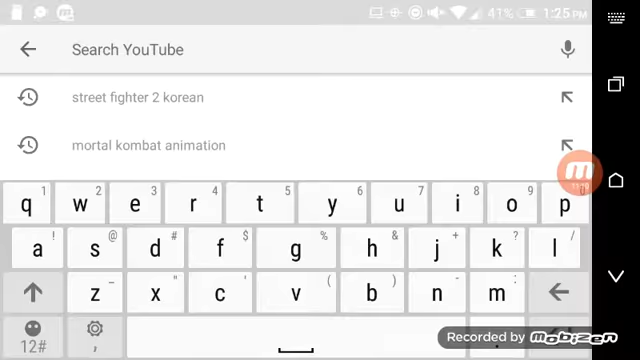 41% 1:25 PM
Search YouTube
street fighter 2 korean
mortal kombat animation
1 2 3 4 5 6 7 8 9
q w e r t y u i o p
! @ # $ % & + ? /
a s d f g h j k l
_ " ' ( ) - :
z x c v b n m
12# ,
Recorded by mobizen